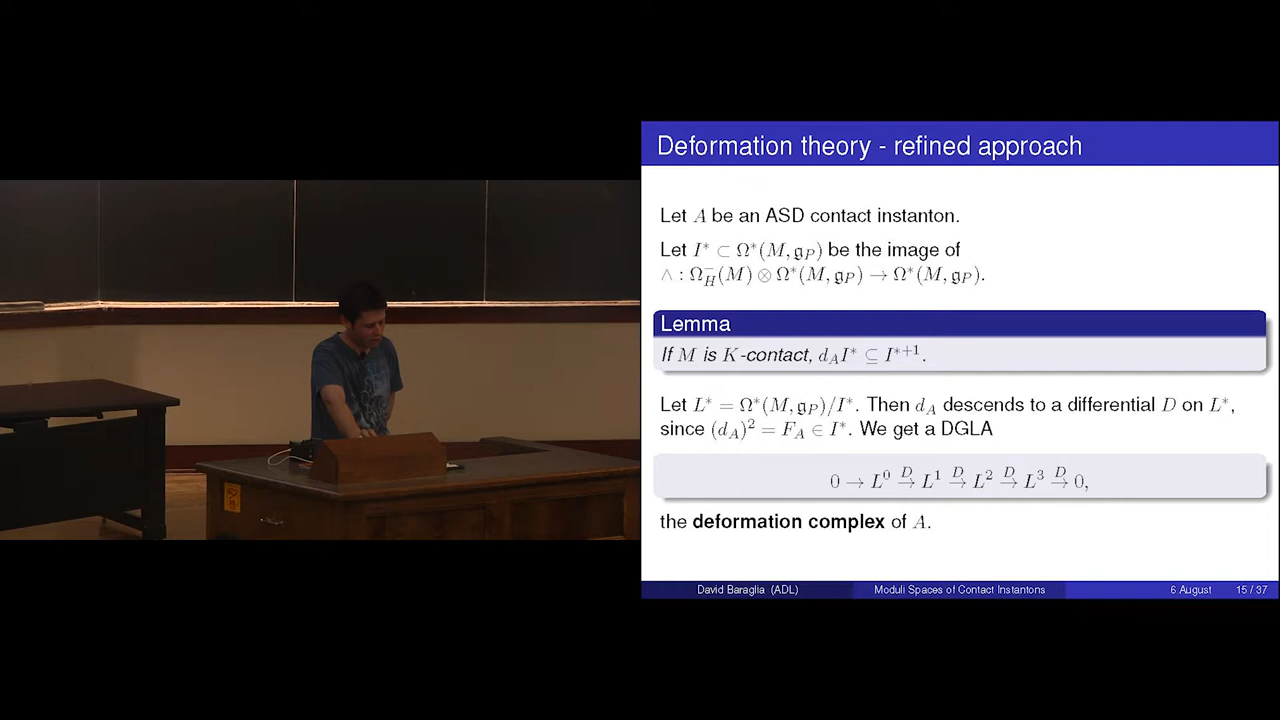 Deformation theory - refined approach
Let A be an ASD contact instanton.
Let I* ⊂ Ω*(M, 𝔤_P) be the image of
∧ : Ω_H^-(M) ⊗ Ω*(M, 𝔤_P) → Ω*(M, 𝔤_P).
Lemma
If M is K-contact, d_A I* ⊆ I*+1.
Let L* = Ω*(M, 𝔤_P)/I*. Then d_A descends to a differential D on L*,
since (d_A)² = F_A ∈ I*. We get a DGLA
0 → L⁰ →^D L¹ →^D L² →^D L³ →^D 0,
the deformation complex of A.
David Baraglia (ADL) Moduli Spaces of Contact Instantons 6 August 15 / 37